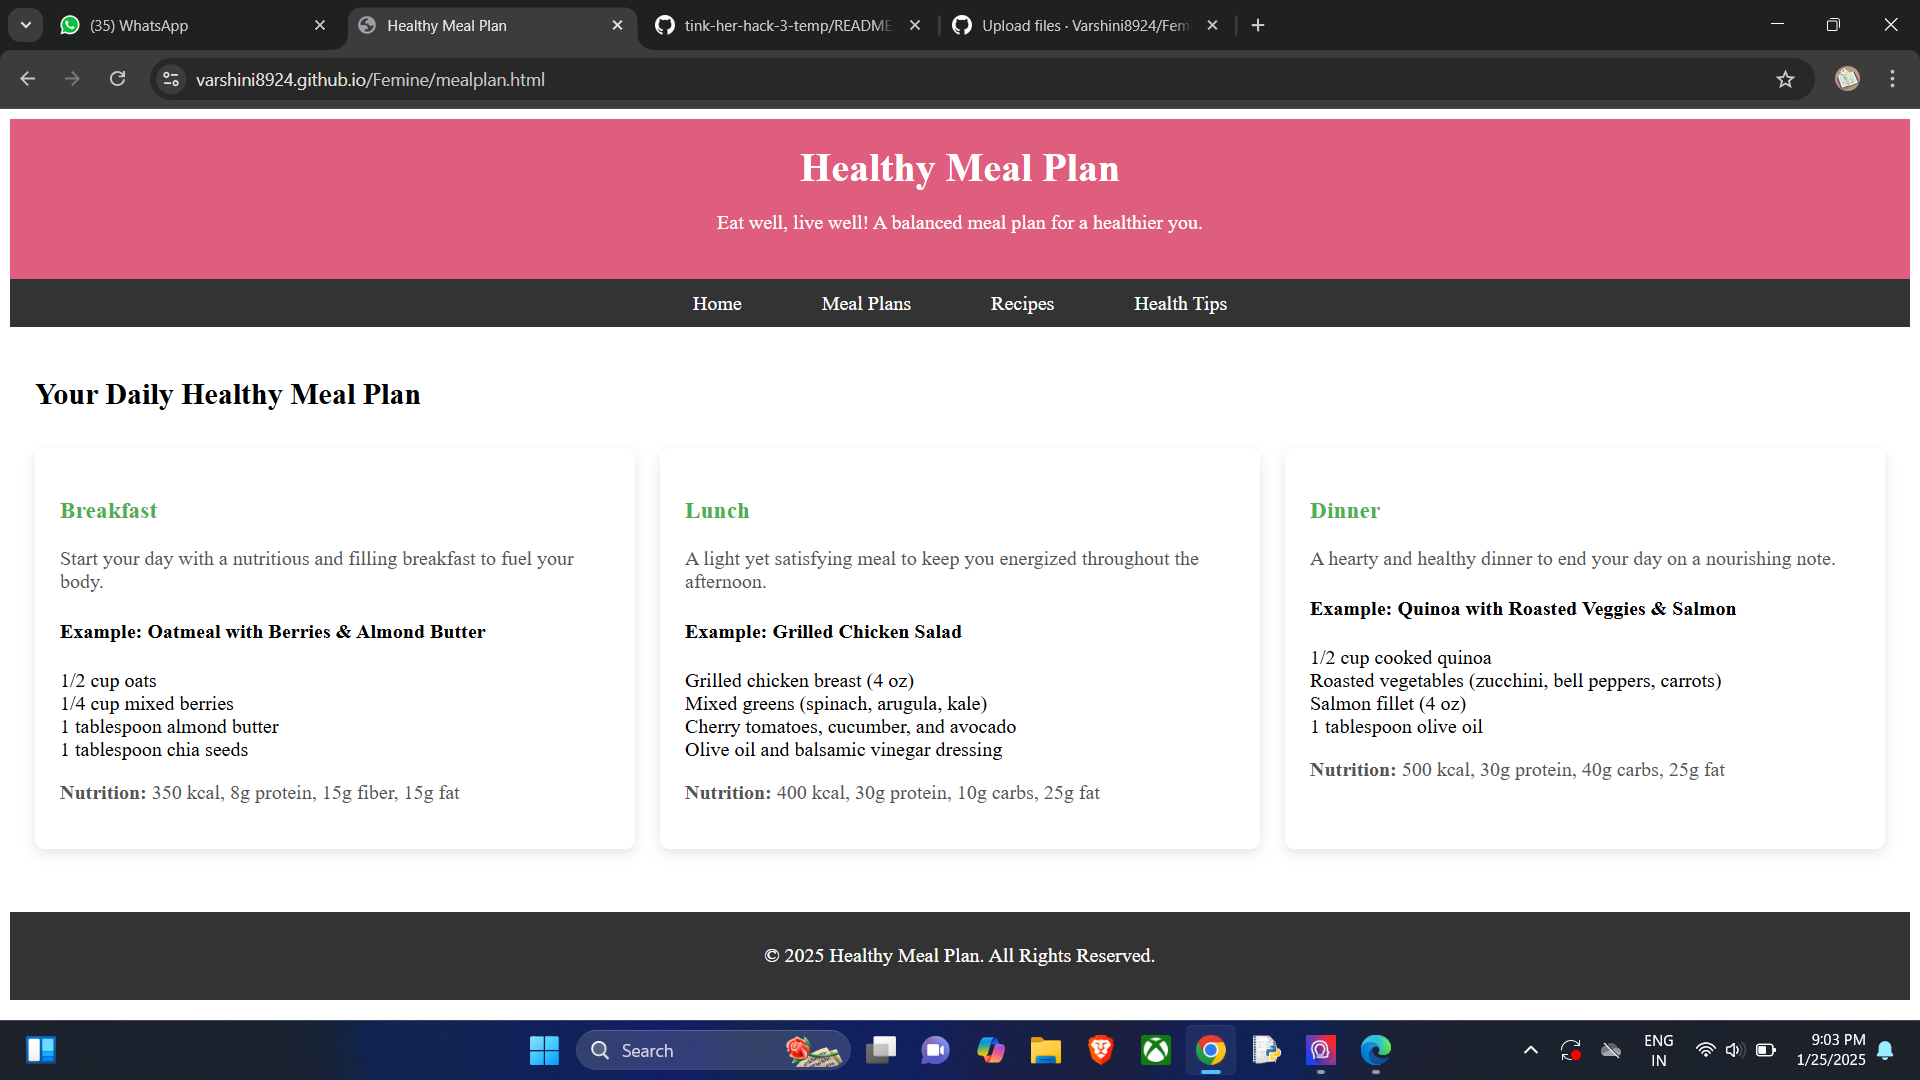 (35) WhatsApp
Healthy Meal Plan
tink-her-hack-3-temp/README
Upload files · Varshini8924/Fem
varshini8924.github.io/Femine/mealplan.html
Healthy Meal Plan
Eat well, live well! A balanced meal plan for a healthier you.
Home Meal Plans Recipes Health Tips
Your Daily Healthy Meal Plan
Breakfast
Start your day with a nutritious and filling breakfast to fuel your
body.
Example: Oatmeal with Berries & Almond Butter
1/2 cup oats
1/4 cup mixed berries
1 tablespoon almond butter
1 tablespoon chia seeds
Nutrition: 350 kcal, 8g protein, 15g fiber, 15g fat
Lunch
A light yet satisfying meal to keep you energized throughout the
afternoon.
Example: Grilled Chicken Salad
Grilled chicken breast (4 oz)
Mixed greens (spinach, arugula, kale)
Cherry tomatoes, cucumber, and avocado
Olive oil and balsamic vinegar dressing
Nutrition: 400 kcal, 30g protein, 10g carbs, 25g fat
Dinner
A hearty and healthy dinner to end your day on a nourishing note.
Example: Quinoa with Roasted Veggies & Salmon
1/2 cup cooked quinoa
Roasted vegetables (zucchini, bell peppers, carrots)
Salmon fillet (4 oz)
1 tablespoon olive oil
Nutrition: 500 kcal, 30g protein, 40g carbs, 25g fat
© 2025 Healthy Meal Plan. All Rights Reserved.
Search
ENG
IN
9:03 PM
1/25/2025